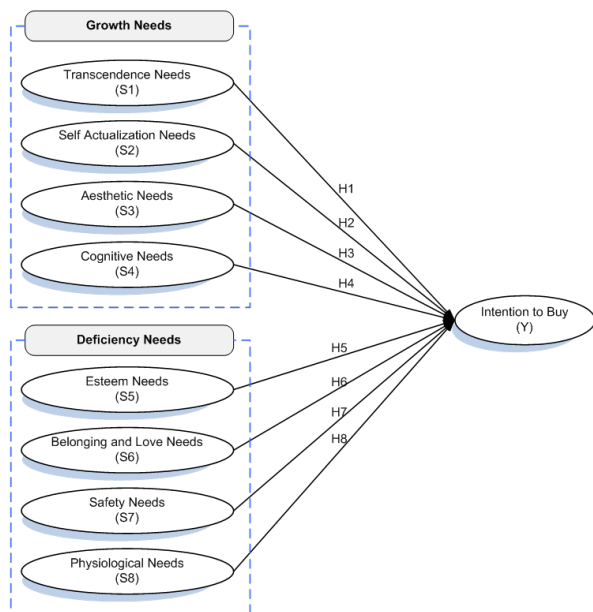 Growth Needs
Transcendence Needs
(S1)
Self Actualization Needs
(S2)
Aesthetic Needs
(S3)
Cognitive Needs
(S4)
H1
H2
H3
H4
Intention to Buy
(Y)
Deficiency Needs
Esteem Needs
(S5)
Belonging and Love Needs
(S6)
Safety Needs
(S7)
Physiological Needs
(S8)
H5
H6
H7
H8